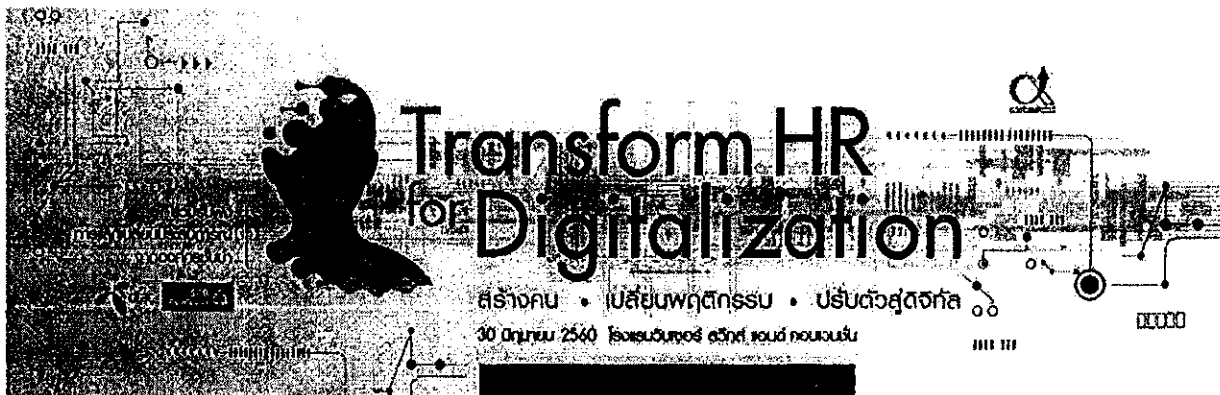 Transform HR
for Digitalization
สร้างคน • เปลี่ยนพฤติกรรม • ปรับตัวสู่ดิจิทัล
30 มิถุนายน 2560 โรงแรมวินเซอร์ สวีทส์ แอนด์ คอนเวนชั่น